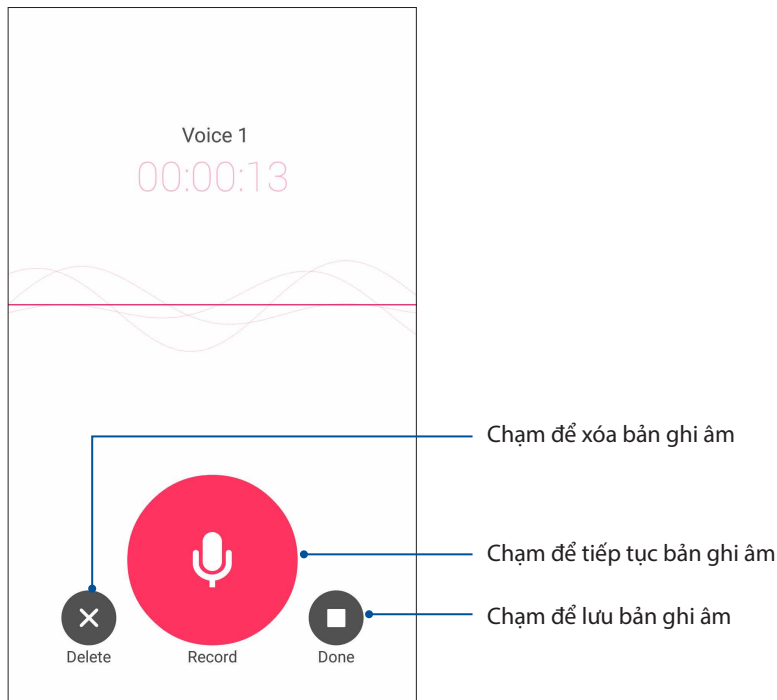 Voice 1
00:00:13
Chạm để xóa bản ghi âm
Chạm để tiếp tục bản ghi âm
Chạm để lưu bản ghi âm
Delete
Record
Done